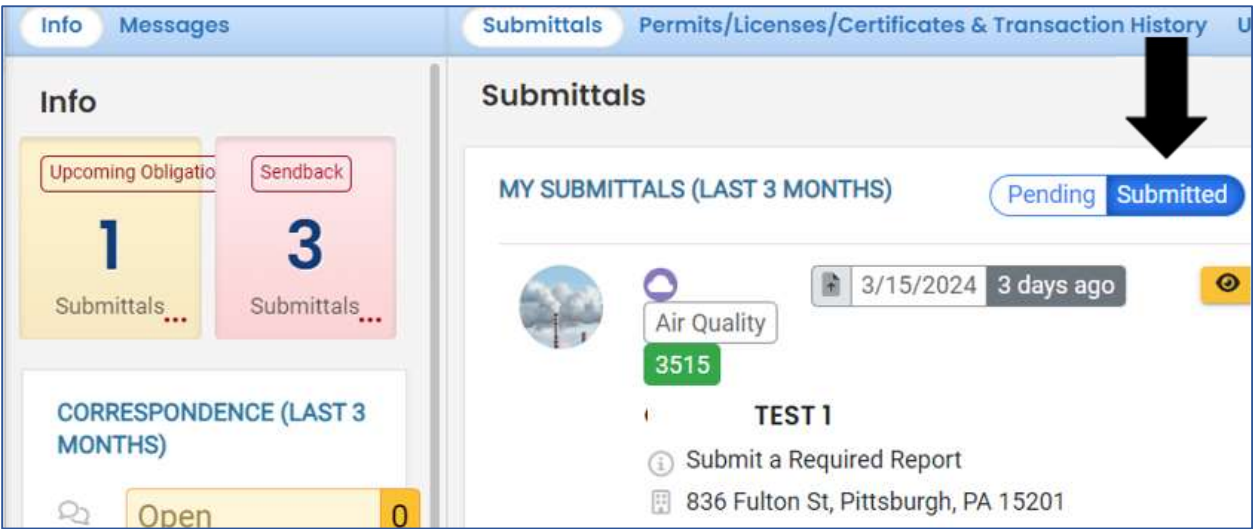 Info Messages
Info
Upcoming Obligatio
1
Submittals...
Sendback
3
Submittals...
CORRESPONDENCE (LAST 3
MONTHS)
Open 0
Submittals Permits/Licenses/Certificates & Transaction History U
Submittals
MY SUBMITTALS (LAST 3 MONTHS) Pending Submitted
3/15/2024 3 days ago
Air Quality
3515
TEST 1
Submit a Required Report
836 Fulton St, Pittsburgh, PA 15201